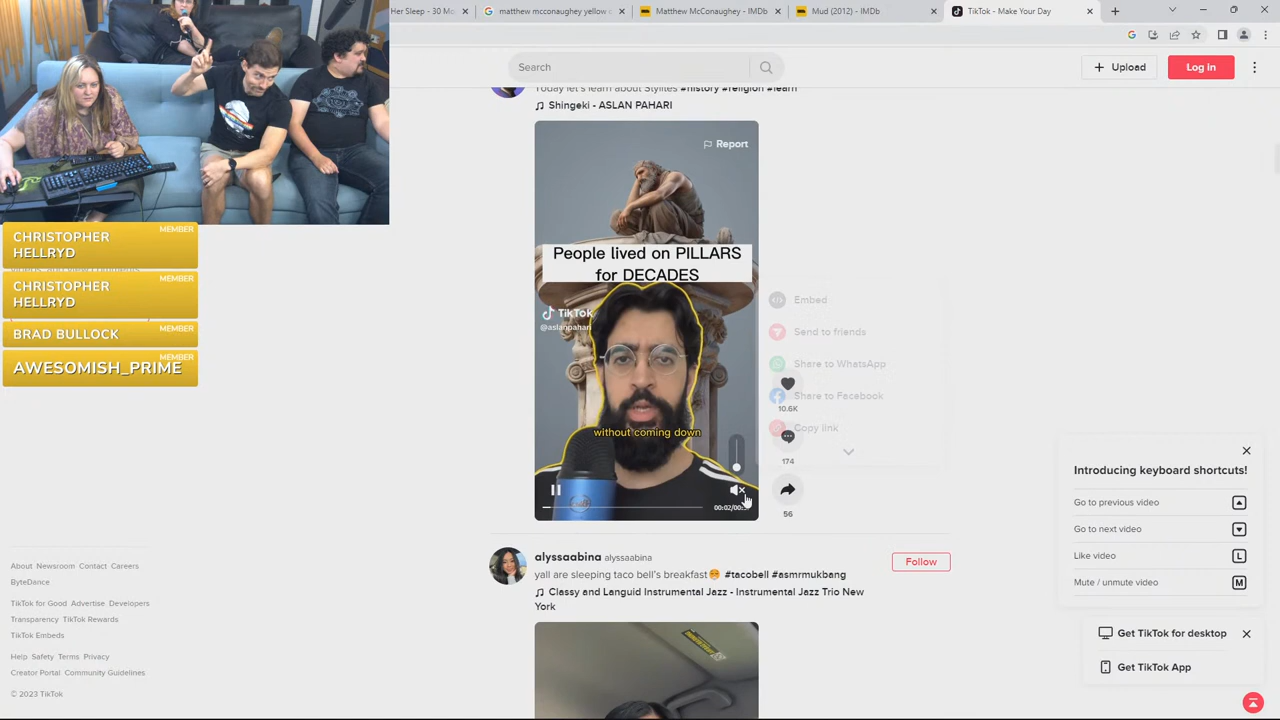 Her Sleep - 30 Mo
matthew mcconaughey yellow c
Matthew McConaughey - IMDb
Mud (2012) - IMDb
TikTok - Make Your Day
Search
Upload
Log in
Today let's learn about Stylites #history #religion #learn
Shingeki - ASLAN PAHARI
Report
People lived on PILLARS
for DECADES
TikTok
@aslanpahari
without coming down
00:02/00:
10.6K
174
56
Embed
Send to friends
Share to WhatsApp
Share to Facebook
Copy link
CHRISTOPHER
HELLRYD
MEMBER
CHRISTOPHER
HELLRYD
MEMBER
BRAD BULLOCK
MEMBER
AWESOMISH_PRIME
MEMBER
alyssaabina alyssaabina
Follow
yall are sleeping taco bell's breakfast😁 #tacobell #asmrmukbang
Classy and Languid Instrumental Jazz - Instrumental Jazz Trio New
York
Introducing keyboard shortcuts!
Go to previous video
Go to next video
Like video L
Mute / unmute video M
Get TikTok for desktop
Get TikTok App
About Newsroom Contact Careers
ByteDance
TikTok for Good Advertise Developers
Transparency TikTok Rewards
TikTok Embeds
Help Safety Terms Privacy
Creator Portal Community Guidelines
© 2023 TikTok